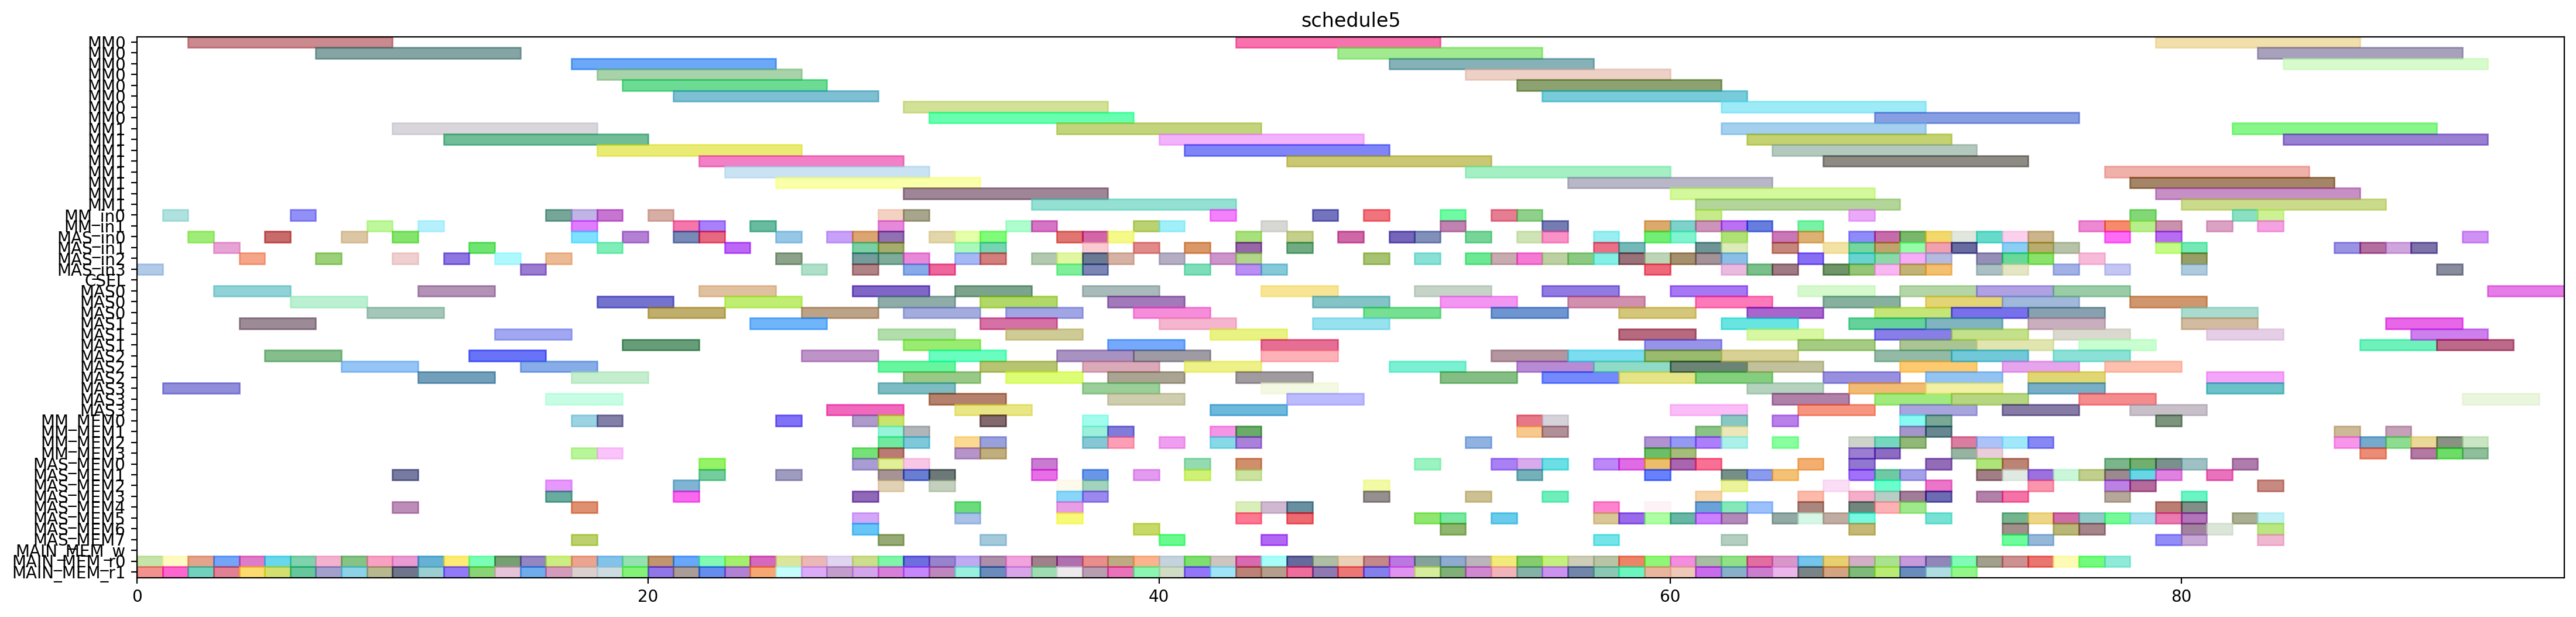 schedule5
MM0
MM0
MM0
MM0
MM0
MM0
MM0
MM0
MM1
MM1
MM1
MM1
MM1
MM1
MM1
MM1
MM_in0
MM_in1
MAS_in0
MAS_in1
MAS_in2
MAS_in3
CSEL
MAS0
MAS0
MAS0
MAS1
MAS1
MAS1
MAS2
MAS2
MAS2
MAS3
MAS3
MAS3
MM_MEM0
MM_MEM1
MM_MEM2
MM_MEM3
MAS_MEM0
MAS_MEM1
MAS_MEM2
MAS_MEM3
MAS_MEM4
MAS_MEM5
MAS_MEM6
MAS_MEM7
MAIN_MEM_w
MAIN_MEM_r0
MAIN_MEM_r1
0 20 40 60 80